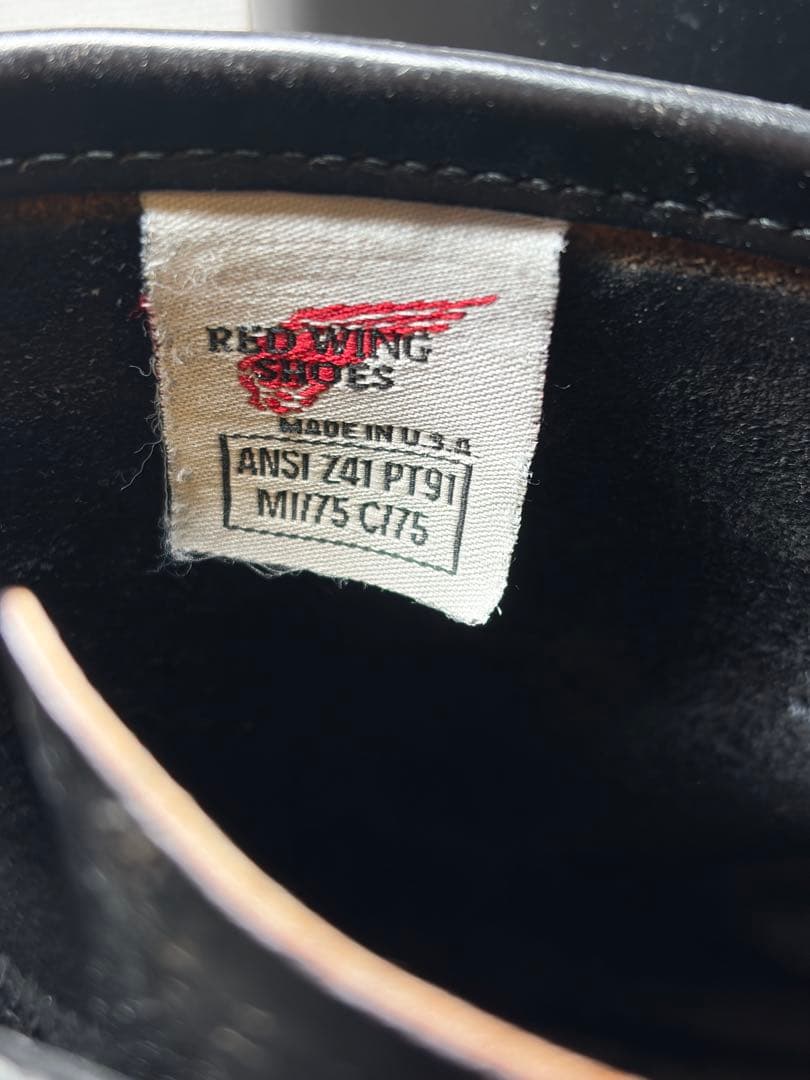 RED WING
SHOES
MADE IN U.S.A
ANSI Z41 PT91
MI/75 C/75